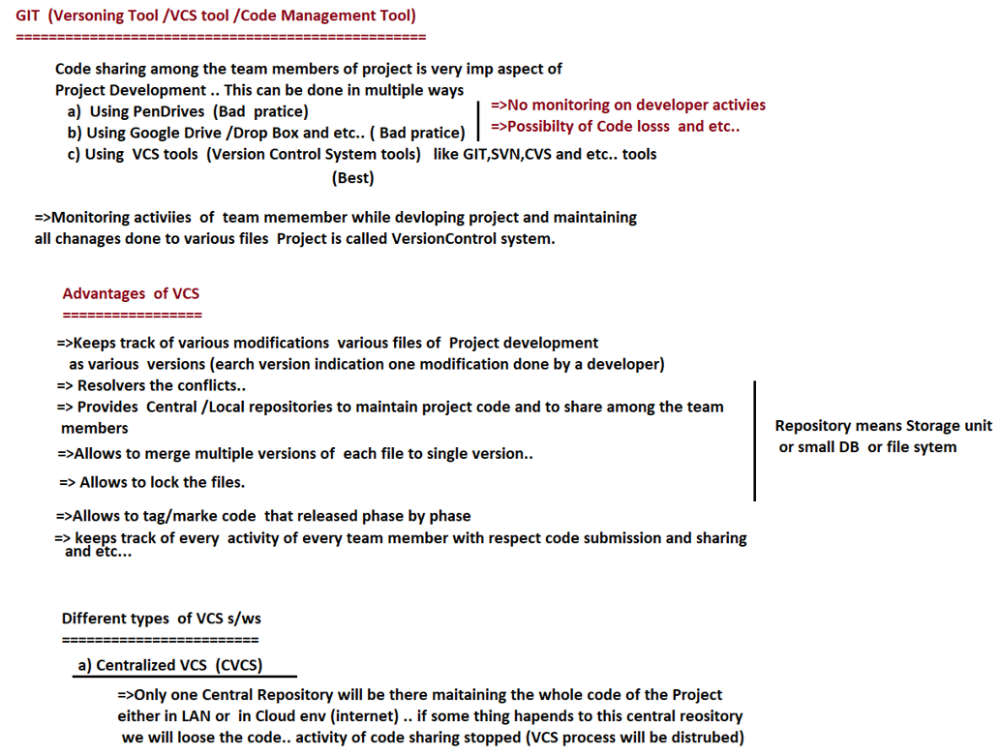 GIT (Versoning Tool /VCS tool /Code Management Tool)
==================================================
Code sharing among the team members of project is very imp aspect of
Project Development .. This can be done in multiple ways
a) Using PenDrives (Bad pratice)
b) Using Google Drive /Drop Box and etc.. ( Bad pratice)
=>No monitoring on developer activies
=>Possibilty of Code losss and etc..
c) Using VCS tools (Version Control System tools) like GIT,SVN,CVS and etc.. tools
(Best)
=>Monitoring activiies of team memember while devloping project and maintaining
all chanages done to various files Project is called VersionControl system.
Advantages of VCS
=================
=>Keeps track of various modifications various files of Project development
as various versions (earch version indication one modification done by a developer)
=> Resolvers the conflicts..
=> Provides Central /Local repositories to maintain project code and to share among the team
members
=>Allows to merge multiple versions of each file to single version..
=> Allows to lock the files.
Repository means Storage unit
or small DB or file sytem
=>Allows to tag/marke code that released phase by phase
=> keeps track of every activity of every team member with respect code submission and sharing
and etc...
Different types of VCS s/ws
========================
a) Centralized VCS (CVCS)
=>Only one Central Repository will be there maitaining the whole code of the Project
either in LAN or in Cloud env (internet) .. if some thing hapends to this central reository
we will loose the code.. activity of code sharing stopped (VCS process will be distrubed)